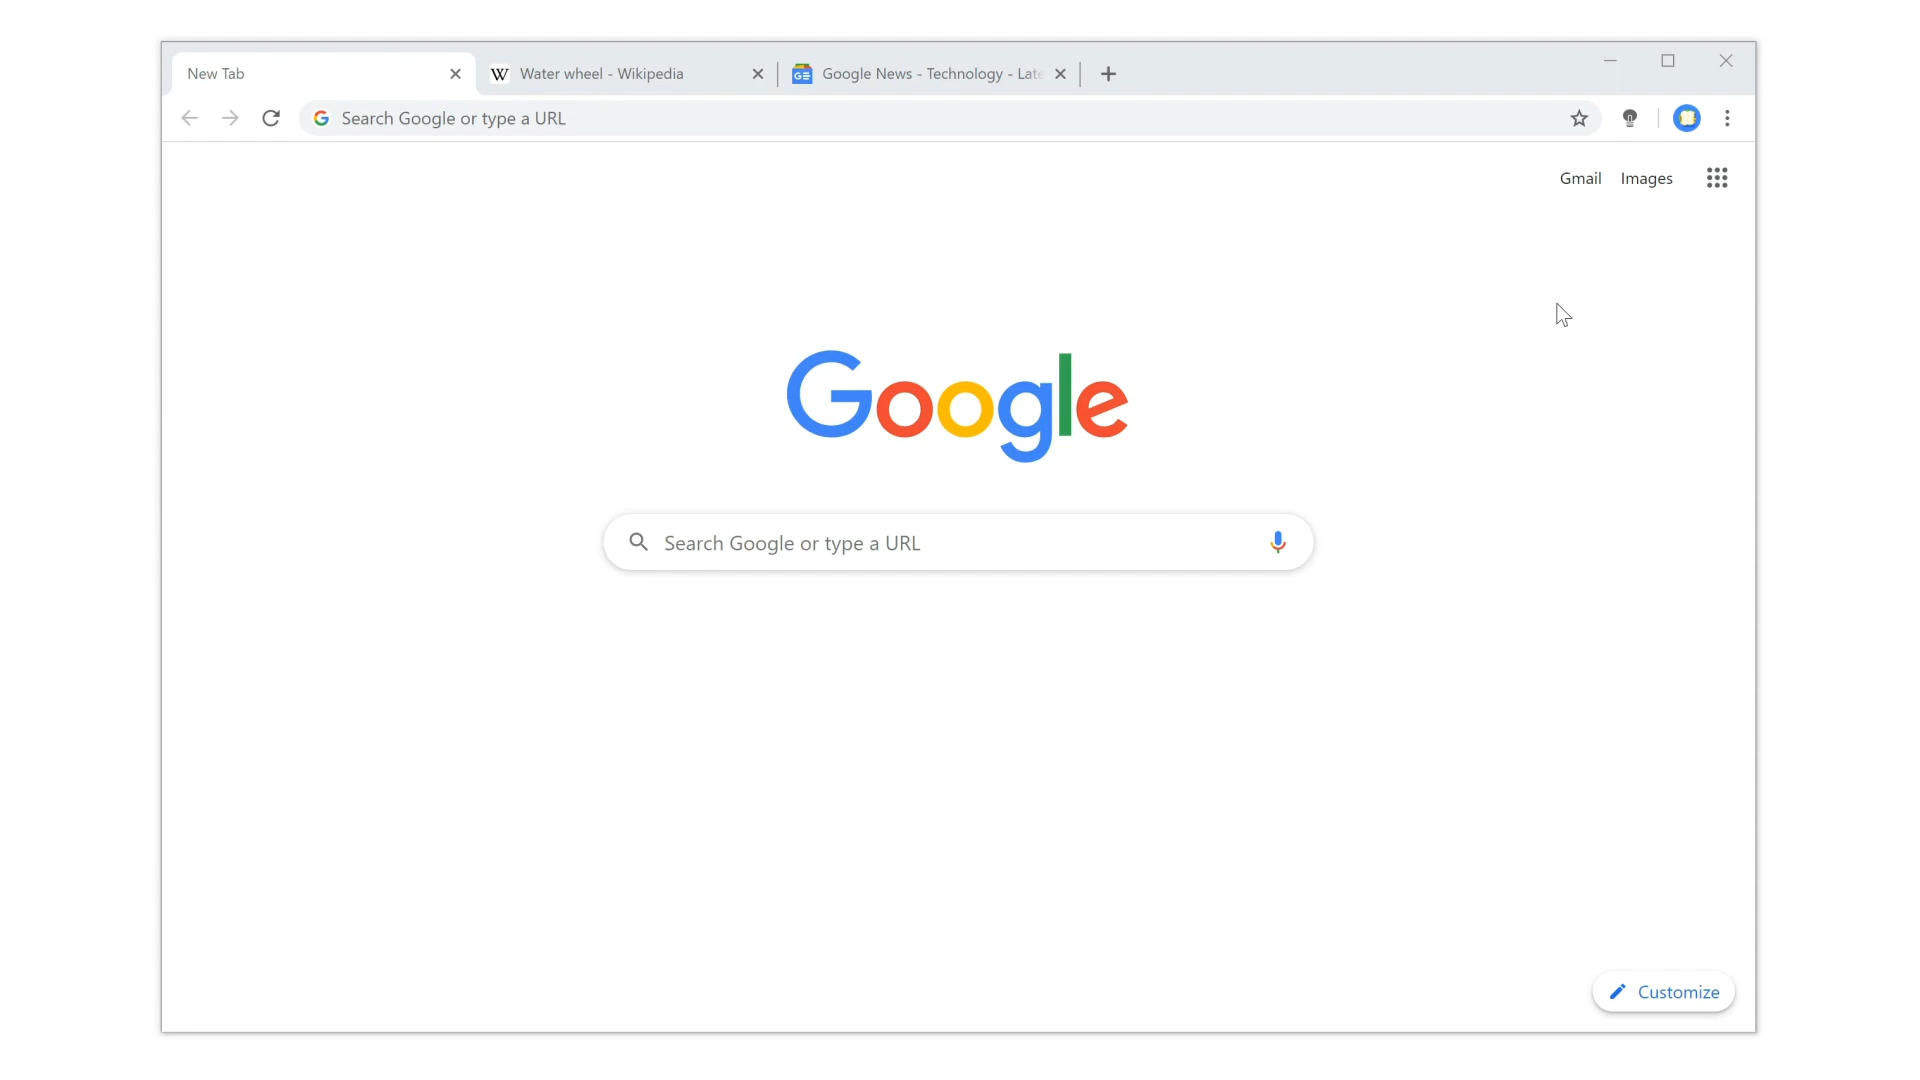 New Tab
Water wheel - Wikipedia
Google News - Technology - Late
Search Google or type a URL
Gmail Images
Google
Search Google or type a URL
Customize